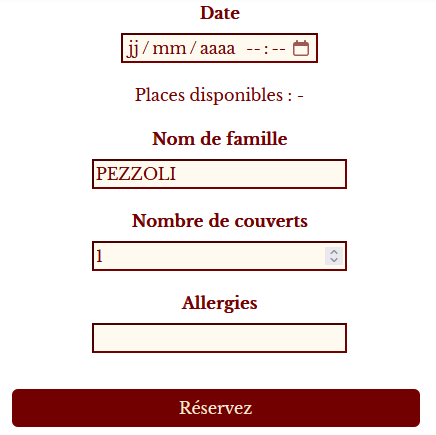 Date
jj/mm/aaaa --:--
Places disponibles : -
Nom de famille
PEZZOLI
Nombre de couverts
1
Allergies
Réservez